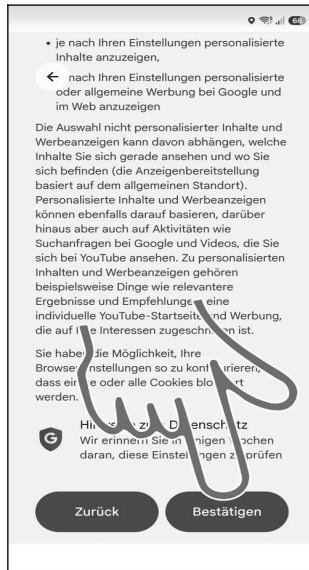 66
• je nach Ihren Einstellungen personalisierte
Inhalte anzuzeigen,
nach Ihren Einstellungen personalisierte
oder allgemeine Werbung bei Google und
im Web anzuzeigen
Die Auswahl nicht personalisierter Inhalte und
Werbeanzeigen kann davon abhängen, welche
Inhalte Sie sich gerade ansehen und wo Sie
sich befinden (die Anzeigenbereitstellung
basiert auf dem allgemeinen Standort).
Personalisierte Inhalte und Werbeanzeigen
können ebenfalls darauf basieren, darüber
hinaus aber auch auf Aktivitäten wie
Suchanfragen bei Google und Videos, die Sie
sich bei YouTube ansehen. Zu personalisierten
Inhalten und Werbeanzeigen gehören
beispielsweise Dinge wie relevantere
Ergebnisse und Empfehlungen, eine
individuelle YouTube-Startseite und Werbung,
die auf Ihre Interessen zugeschnitten ist.
Sie haben die Möglichkeit, Ihre
Browsereinstellungen so zu konfigurieren,
dass einige oder alle Cookies blockiert
werden.
G
Hinweise zum Datenschutz
Wir erinnern Sie in einigen Wochen
daran, diese Einstellungen zu prüfen
Zurück Bestätigen